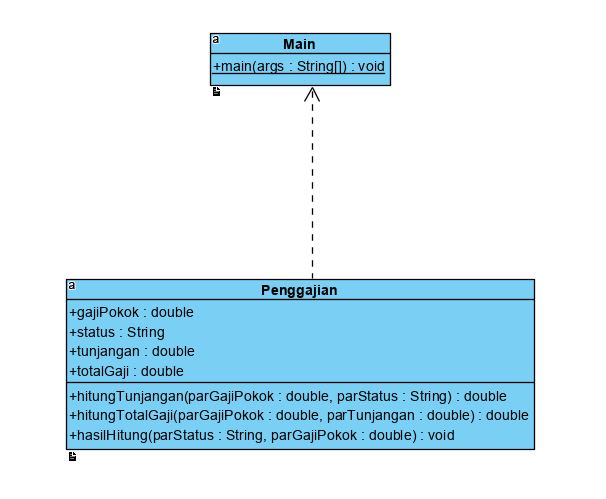 a
Main
+main(args : String[]) : void
a
Penggajian
+gajiPokok : double
+status : String
+tunjangan : double
+totalGaji : double
+hitungTunjangan(parGajiPokok : double, parStatus : String) : double
+hitungTotalGaji(parGajiPokok : double, parTunjangan : double) : double
+hasilHitung(parStatus : String, parGajiPokok : double) : void